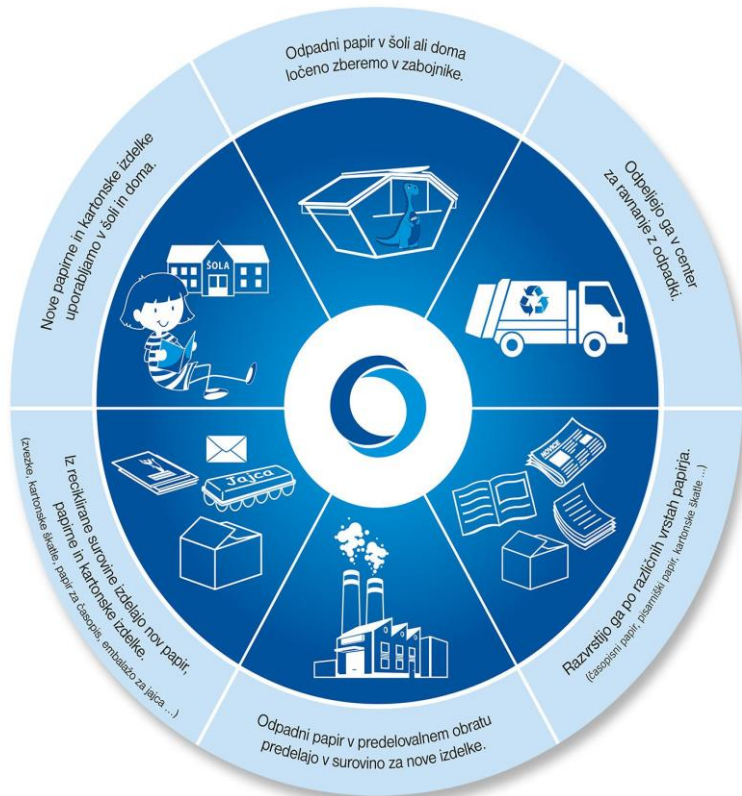 Odpadni papir v šoli ali doma
ločeno zberemo v zabojnike.
Odpeljejo ga v center
za ravnanje z odpadki.
NOVICE
Razvrstijo ga po različnih vrstah papirja.
(časopisni papir, pisarniški papir, kartonske škatle ...)
Odpadni papir v predelovalnem obratu
predelajo v surovino za nove izdelke.
Jajca
Iz reciklirane surovine izdelajo nov papir,
papirne in kartonske izdelke.
(zvezke, kartonske škatle, papir za časopis, embalažo za jajca ...)
Nove papirne in kartonske izdelke
uporabljamo v šoli in doma.
ŠOLA